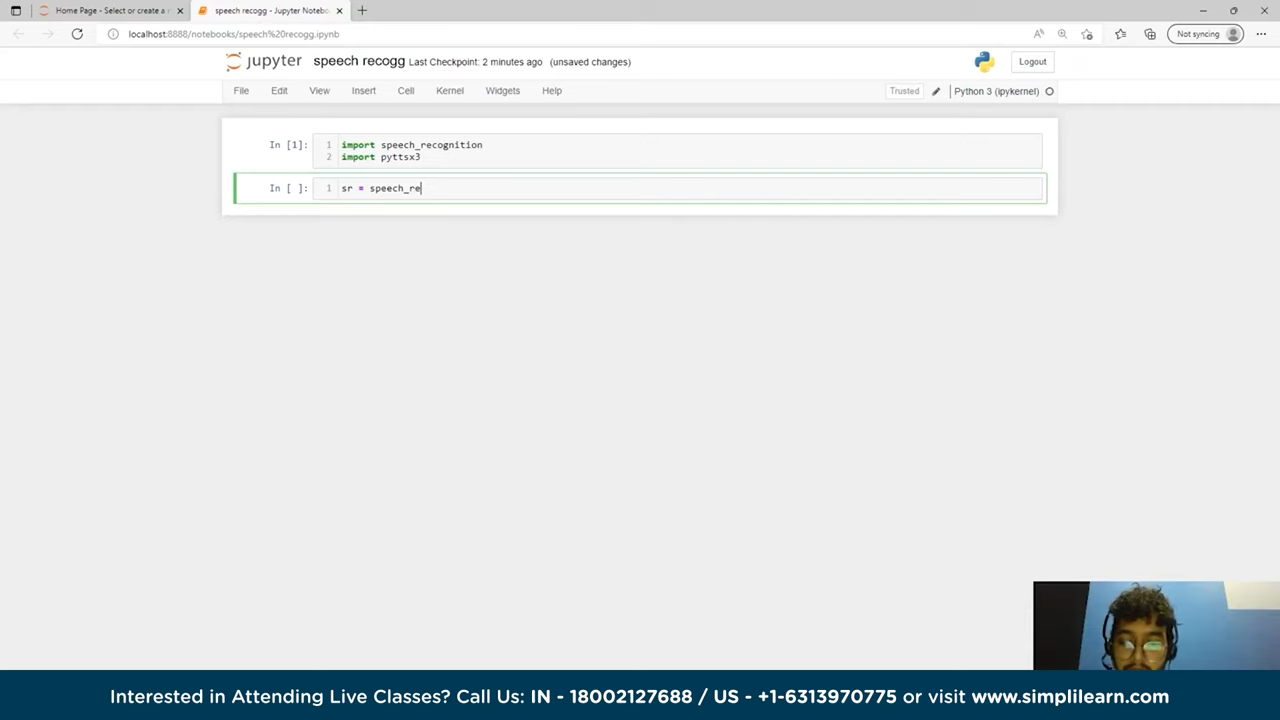 Home Page - Select or create a n
speech recogg - Jupyter Notebo
localhost:8888/notebooks/speech%20recogg.ipynb
Not syncing
jupyter speech recogg Last Checkpoint: 2 minutes ago (unsaved changes)
Logout
File Edit View Insert Cell Kernel Widgets Help
Trusted
Python 3 (ipykernel)
In [1]:
1 import speech_recognition
2 import pyttsx3
In [ ]:
1 sr = speech_re
Interested in Attending Live Classes? Call Us: IN - 18002127688 / US - +1-6313970775 or visit www.simplilearn.com